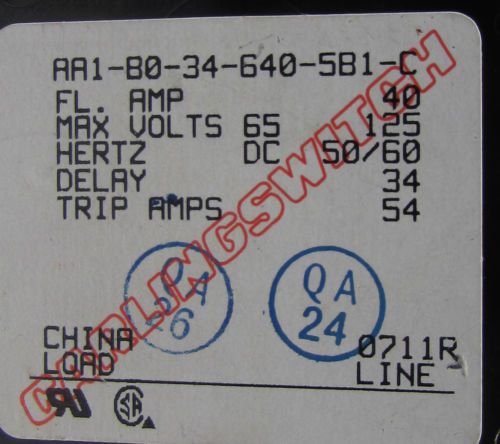 AA1-B0-34-640-5B1-C
FL. AMP 40
MAX VOLTS 65 125
HERTZ DC 50/60
DELAY 34
TRIP AMPS 54
CARLINGSWITCH
QA
26
QA
24
CHINA 0711R
LOAD LINE